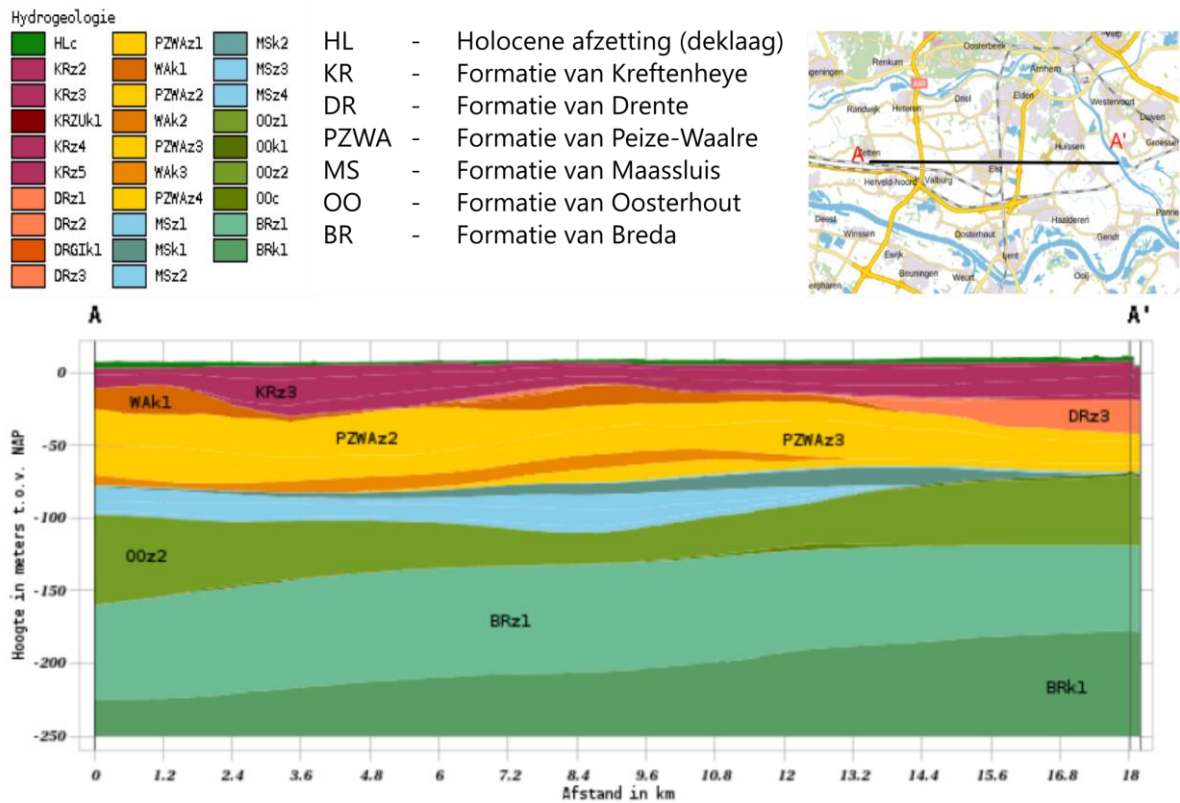 Hydrogeologie
HLc
KRz2
KRz3
KRZUk1
KRz4
KRz5
DRz1
DRz2
DRGIk1
DRz3
PZWAz1
WAk1
PZWAz2
WAk2
PZWAz3
WAk3
PZWAz4
MSz1
MSk1
MSz2
MSk2
MSz3
MSz4
OOz1
OOk1
OOz2
OOc
BRz1
BRk1
HL - Holocene afzetting (deklaag)
KR - Formatie van Kreftenheye
DR - Formatie van Drente
PZWA - Formatie van Peize-Waalre
MS - Formatie van Maassluis
OO - Formatie van Oosterhout
BR - Formatie van Breda
Oosterbeek
Renkum
Arnhem
Randwijk
Heteren
Driel
Elden
Westervoort
Duiven
A
Huissen
A'
Elst
Herveld-Noord
Valburg
Deest
Winssen
Oosterhout
Haalderen
Gendt
Ewijk
Lent
Beuningen
Weurt
Ooij
A
A'
Hoogte in meters t.o.v. NAP
0
-50
-100
-150
-200
-250
KRz3
WAk1
PZWAz2
PZWAz3
DRz3
OOz2
BRz1
BRk1
0 1.2 2.4 3.6 4.8 6 7.2 8.4 9.6 10.8 12 13.2 14.4 15.6 16.8 18
Afstand in km